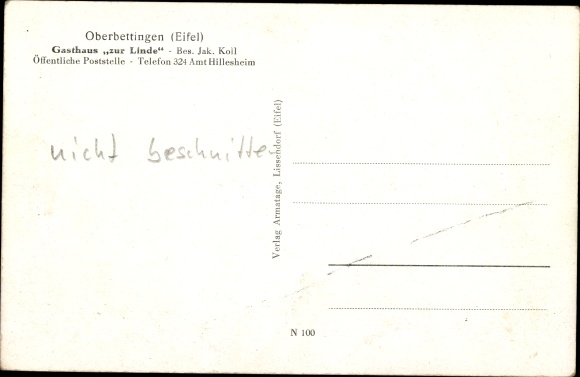 Oberbettingen (Eifel)
Gasthaus „zur Linde“ - Bes. Jak. Koll
Öffentliche Poststelle - Telefon 324 Amt Hillesheim
nicht beschnitten
Verlag Armatage, Lissendorf (Eifel)
N 100